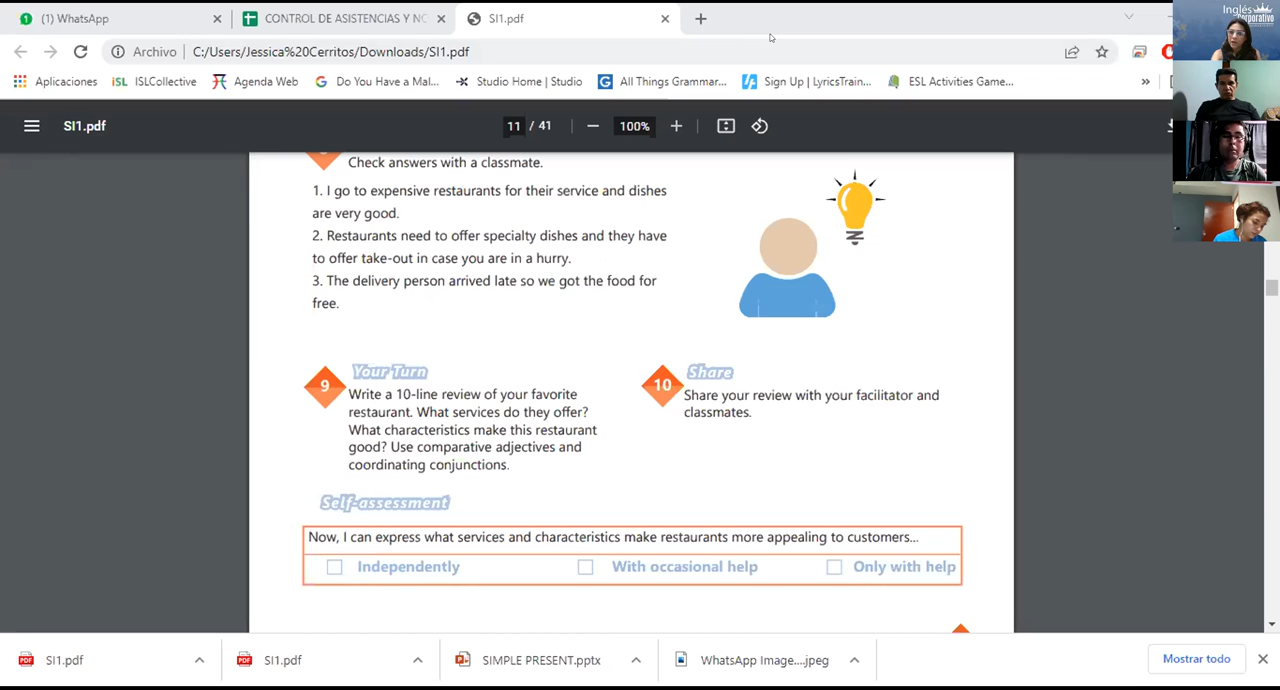 (1) WhatsApp
CONTROL DE ASISTENCIAS Y NO
SI1.pdf
Inglés
Corporativo
Archivo
C:/Users/Jessica%20Cerritos/Downloads/SI1.pdf
Aplicaciones
iSL ISLCollective
Agenda Web
Do You Have a Mal...
Studio Home | Studio
All Things Grammar...
Sign Up | LyricsTrain...
ESL Activities Game...
»
SI1.pdf
11 / 41
100%
Check answers with a classmate.
1. I go to expensive restaurants for their service and dishes
are very good.
2. Restaurants need to offer specialty dishes and they have
to offer take-out in case you are in a hurry.
3. The delivery person arrived late so we got the food for
free.
9
Your Turn
Write a 10-line review of your favorite
restaurant. What services do they offer?
What characteristics make this restaurant
good? Use comparative adjectives and
coordinating conjunctions.
10
Share
Share your review with your facilitator and
classmates.
Self-assessment
Now, I can express what services and characteristics make restaurants more appealing to customers...
Independently
With occasional help
Only with help
SI1.pdf
SI1.pdf
SIMPLE PRESENT.pptx
WhatsApp Image....jpeg
Mostrar todo